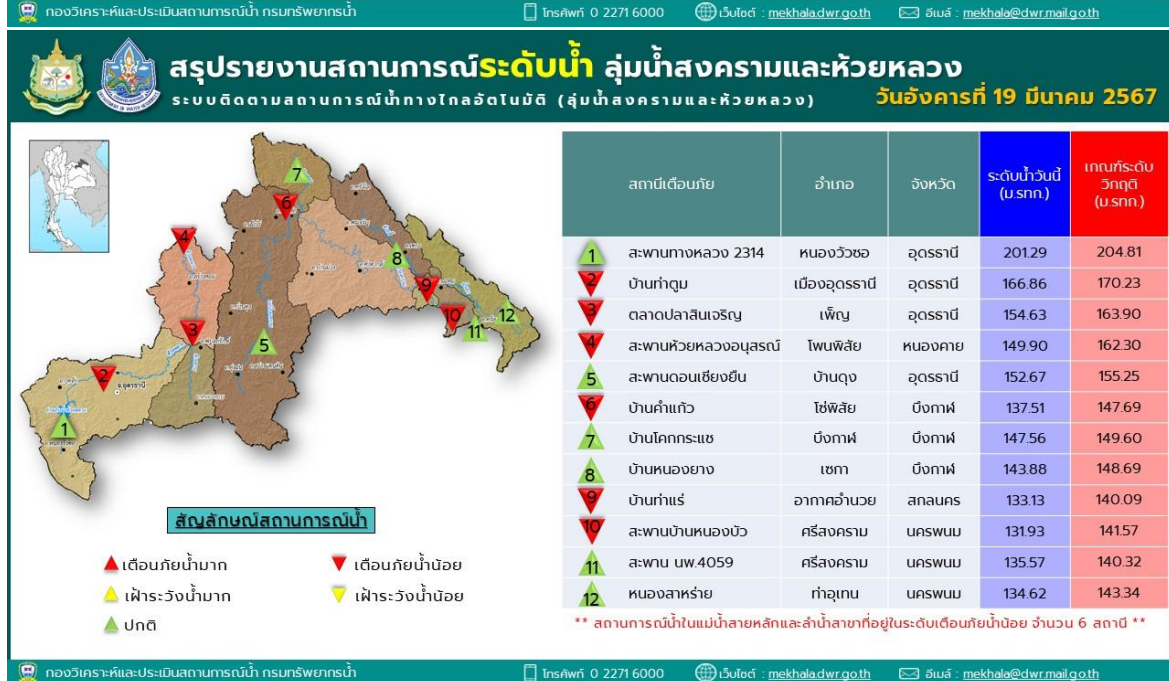 กองวิเคราะห์และประเมินสถานการณ์น้ำ กรมทรัพยากรน้ำ โทรศัพท์ 0 2271 6000 เว็บไซต์ : mekhala.dwr.go.th อีเมล์ : mekhala@dwr.mail.go.th
สรุปรายงานสถานการณ์ระดับน้ำ ลุ่มน้ำสงครามและห้วยหลวง
ระบบติดตามสถานการณ์น้ำทางไกลอัตโนมัติ (ลุ่มน้ำสงครามและห้วยหลวง) วันอังคารที่ 19 มีนาคม 2567
7
6
4
8
9
10
12
11
3
5
2
1
สถานีเตือนภัย อำเภอ จังหวัด ระดับน้ำวันนี้ (ม.รทก.) เกณฑ์ระดับวิกฤติ (ม.รทก.)
1 สะพานทางหลวง 2314 หนองวัวซอ อุดรธานี 201.29 204.81
2 บ้านท่าตูม เมืองอุดรธานี อุดรธานี 166.86 170.23
3 ตลาดปลาสินเจริญ เพ็ญ อุดรธานี 154.63 163.90
4 สะพานห้วยหลวงอนุสรณ์ โพนพิสัย หนองคาย 149.90 162.30
5 สะพานดอนเชียงยืน บ้านดุง อุดรธานี 152.67 155.25
6 บ้านคำแก้ว โซ่พิสัย บึงกาฬ 137.51 147.69
7 บ้านโคกกระแซ บึงกาฬ บึงกาฬ 147.56 149.60
8 บ้านหนองยาง เซกา บึงกาฬ 143.88 148.69
9 บ้านท่าแร่ อากาศอำนวย สกลนคร 133.13 140.09
10 สะพานบ้านหนองบัว ศรีสงคราม นครพนม 131.93 141.57
11 สะพาน นพ.4059 ศรีสงคราม นครพนม 135.57 140.32
12 หนองสาหร่าย ท่าอุเทน นครพนม 134.62 143.34
** สถานการณ์น้ำในแม่น้ำสายหลักและลำน้ำสาขาที่อยู่ในระดับเตือนภัยน้ำน้อย จำนวน 6 สถานี **
สัญลักษณ์สถานการณ์น้ำ
เตือนภัยน้ำมาก เตือนภัยน้ำน้อย
เฝ้าระวังน้ำมาก เฝ้าระวังน้ำน้อย
ปกติ
กองวิเคราะห์และประเมินสถานการณ์น้ำ กรมทรัพยากรน้ำ โทรศัพท์ 0 2271 6000 เว็บไซต์ : mekhala.dwr.go.th อีเมล์ : mekhala@dwr.mail.go.th